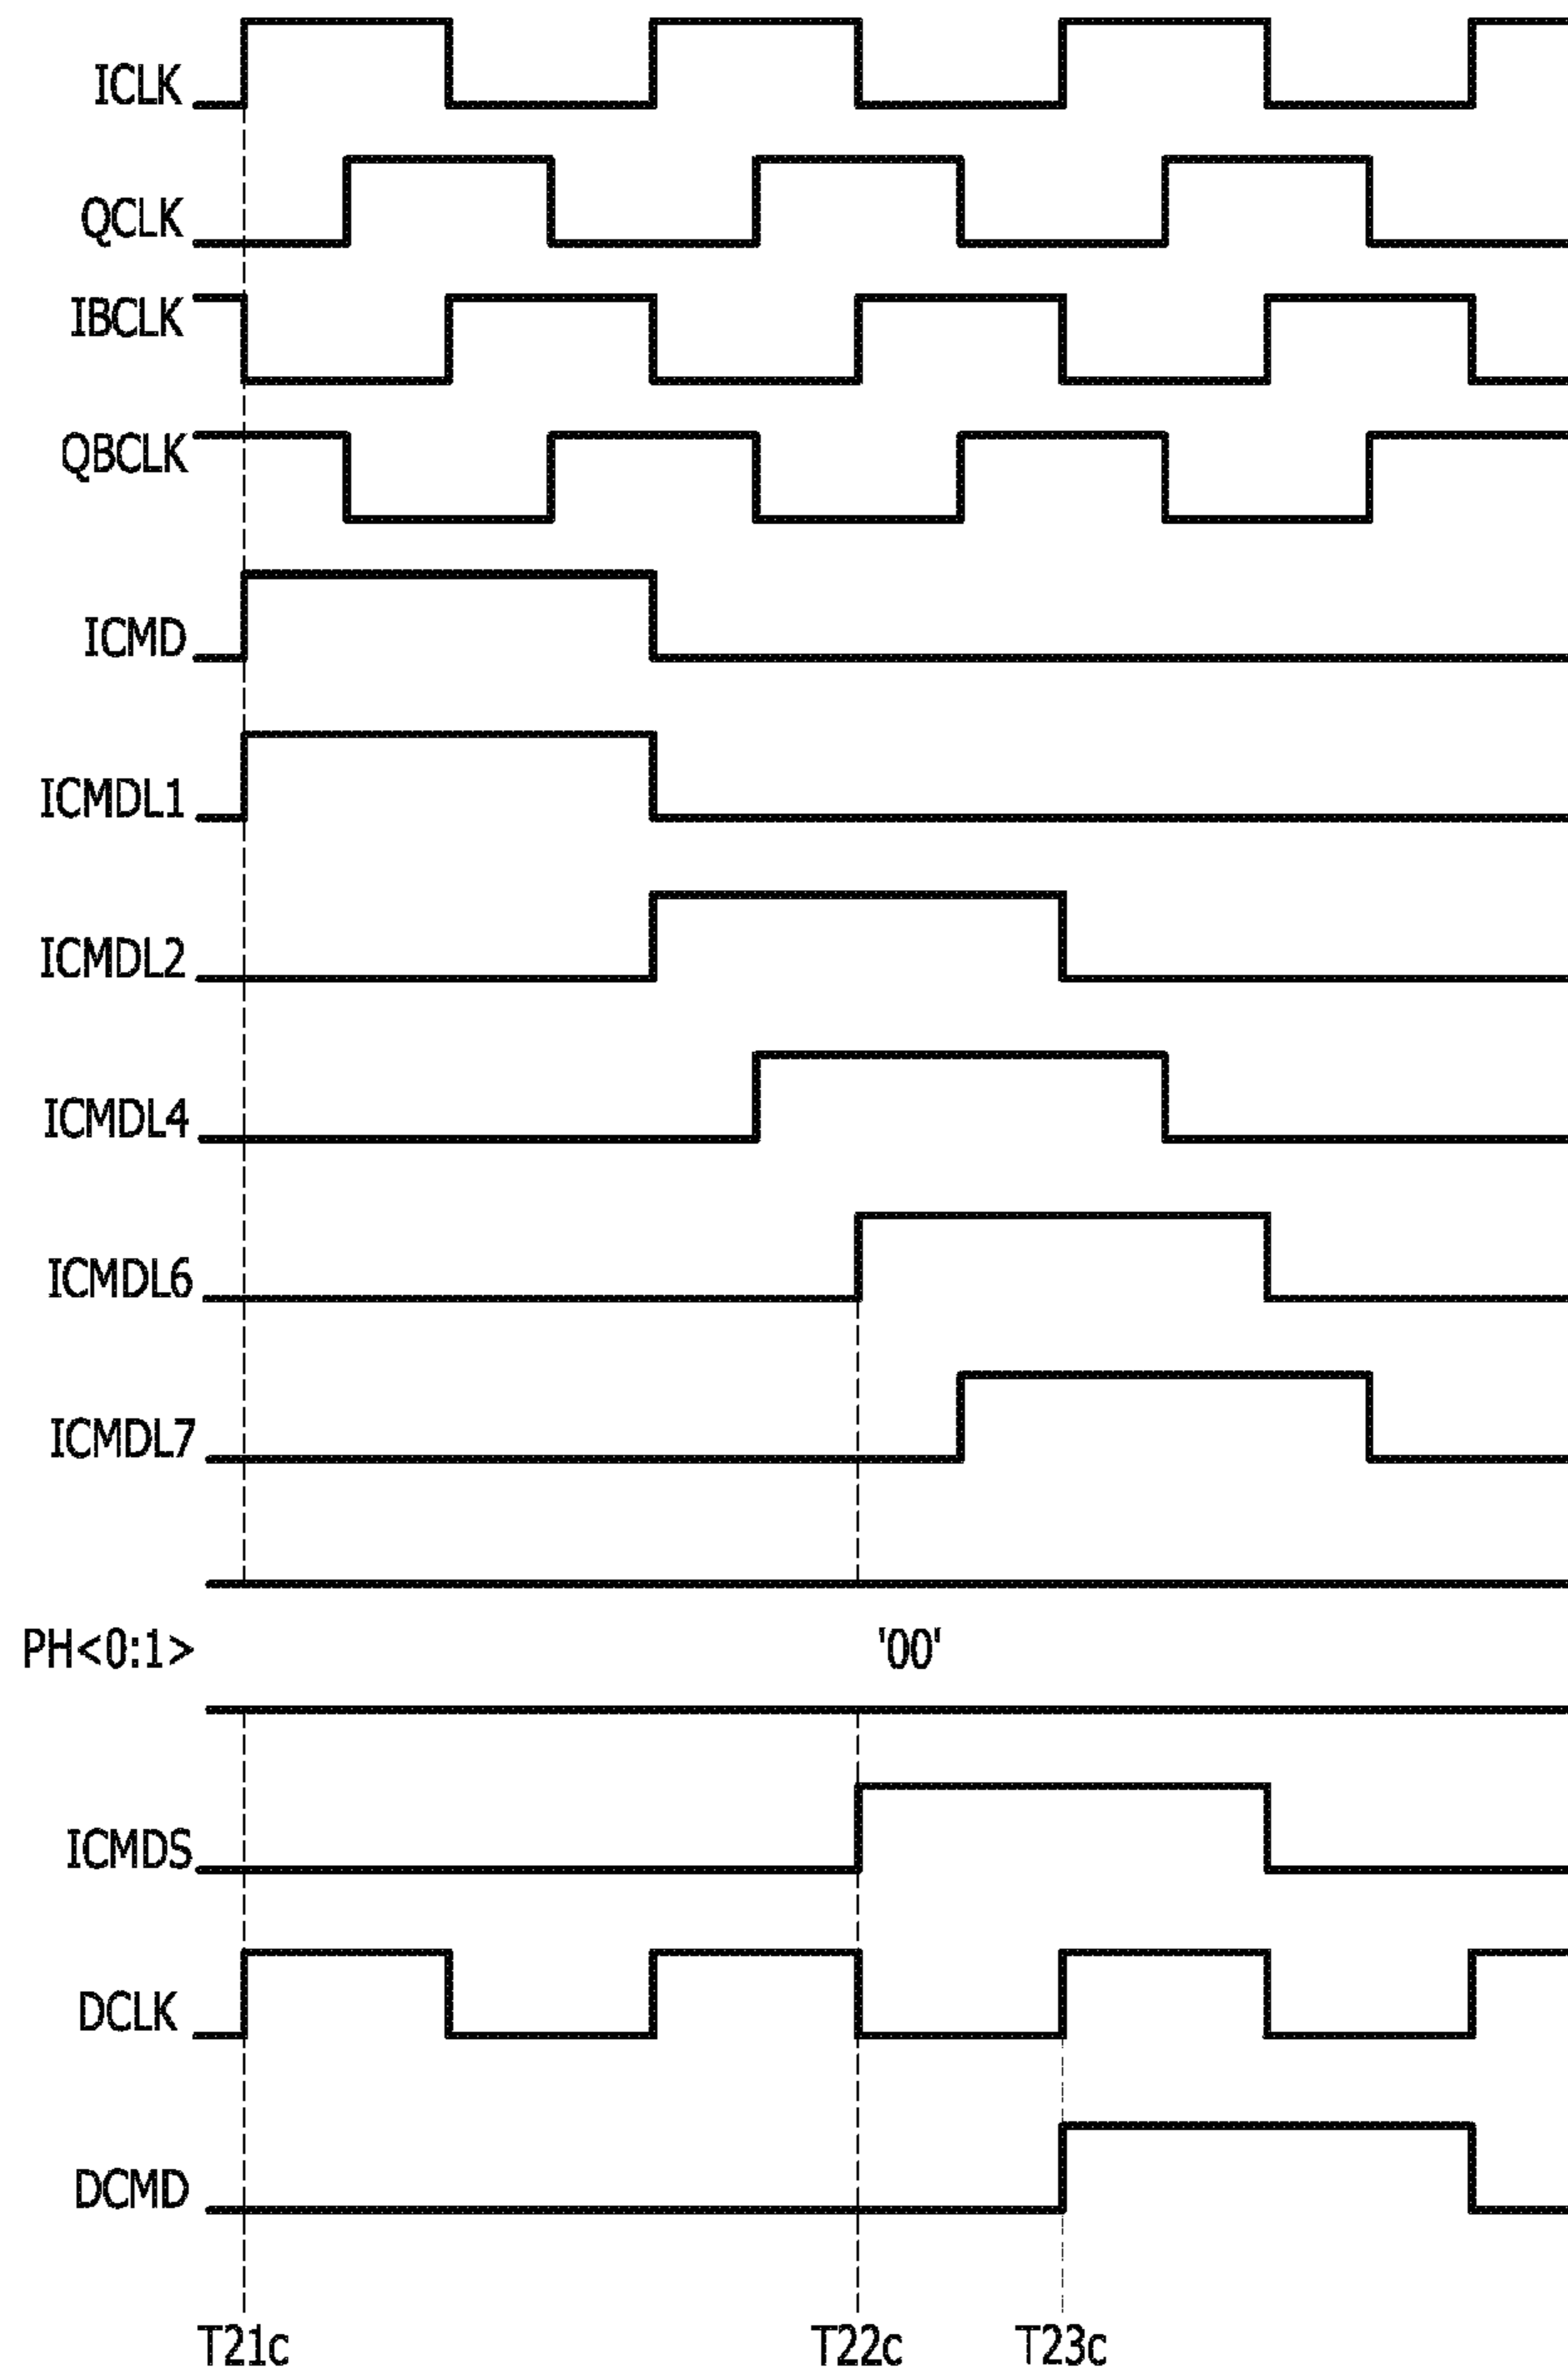 ICLK
QCLK
IBCLK
QBCLK
ICMD
ICMDL1
ICMDL2
ICMDL4
ICMDL6
ICMDL7
PH<0:1> '00'
ICMDS
DCLK
DCMD
T21c T22c T23c